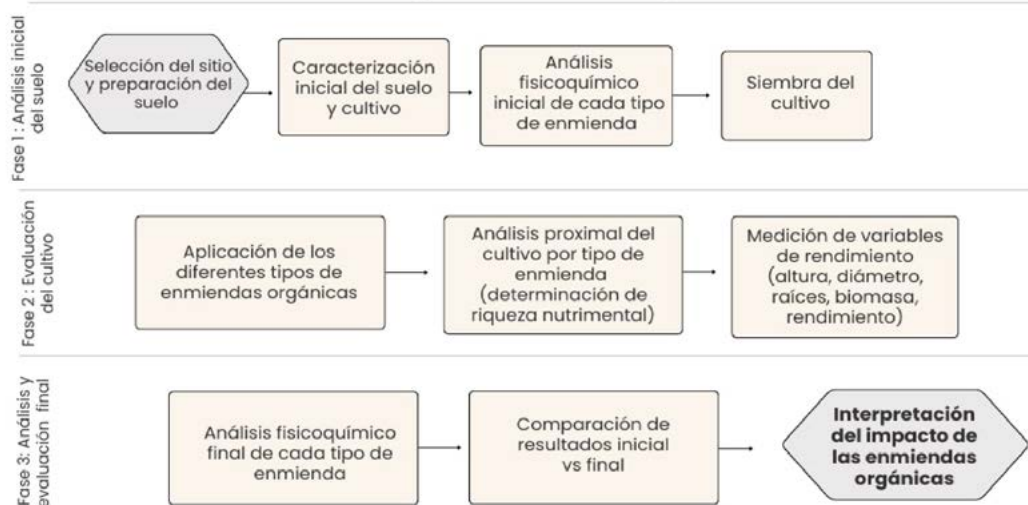 Fase 1 : Análisis inicial
del suelo
Selección del sitio
y preparación del
suelo
Caracterización
inicial del suelo
y cultivo
Análisis
fisicoquímico
inicial de cada tipo
de enmienda
Siembra del
cultivo
Fase 2 : Evaluación
del cultivo
Aplicación de los
diferentes tipos de
enmiendas orgánicas
Análisis proximal del
cultivo por tipo de
enmienda
(determinación de
riqueza nutrimental)
Medición de variables
de rendimiento
(altura, diámetro,
raíces, biomasa,
rendimiento)
Fase 3: Análisis y
evaluación final
Análisis fisicoquímico
final de cada tipo de
enmienda
Comparación de
resultados inicial
vs final
Interpretación
del impacto de
las enmiendas
orgánicas